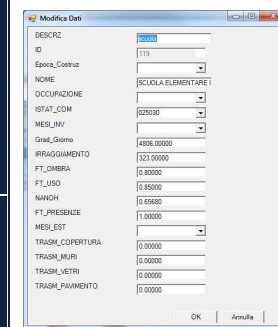 Modifica Dati
DESCRZ scuola
ID 119
Epoca_Costruz
NOME SCUOLA ELEMENTARE I
OCCUPAZIONE
ISTAT_COM 025030
MESI_INV
Grad_Giorno 4806.00000
IRRAGGIAMENTO 323.00000
FT_OMBRA 0.80000
FT_USO 0.85000
NANOH 0.65680
FT_PRESENZE 1.00000
MESI_EST
TRASM_COPERTURA 0.00000
TRASM_MURI 0.00000
TRASM_VETRI 0.00000
TRASM_PAVIMENTO 0.00000
OK Annulla